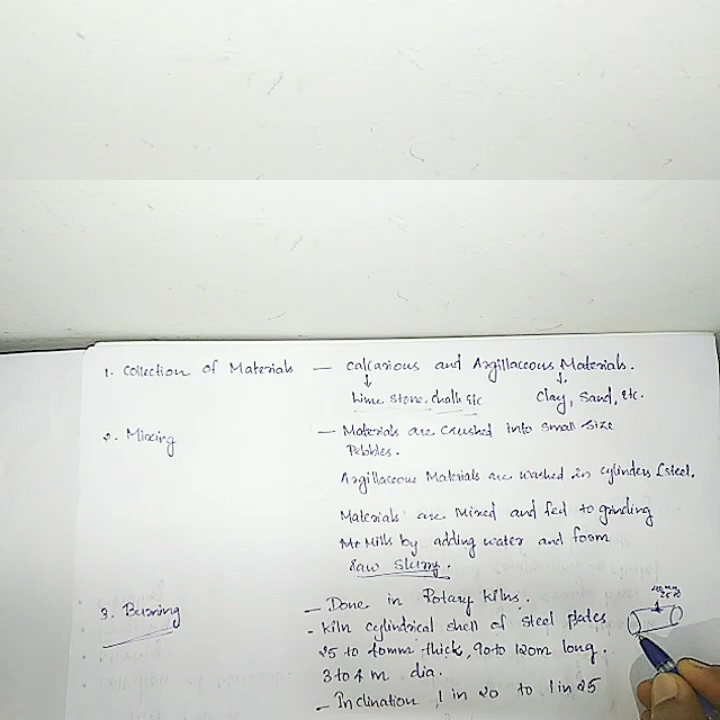 1. Collection of Materials — Calcarious and Argillaceous Materials.
↓ ↓
Lime stone, chalk etc Clay, Sand, etc.
2. Mixing — Materials are crushed into small size
Pebbles.
Argillaceous Materials are washed in cylinders (steel.
Materials are Mixed and fed to grinding
Mills by adding water and form
raw slurry.
3. Burning — Done in Rotary kilns.
- kiln cylindrical shell of steel plates
25 to 40mm thick, 90 to 120m long.
3 to 4 m dia.
- Inclination 1 in 20 to 1 in 25